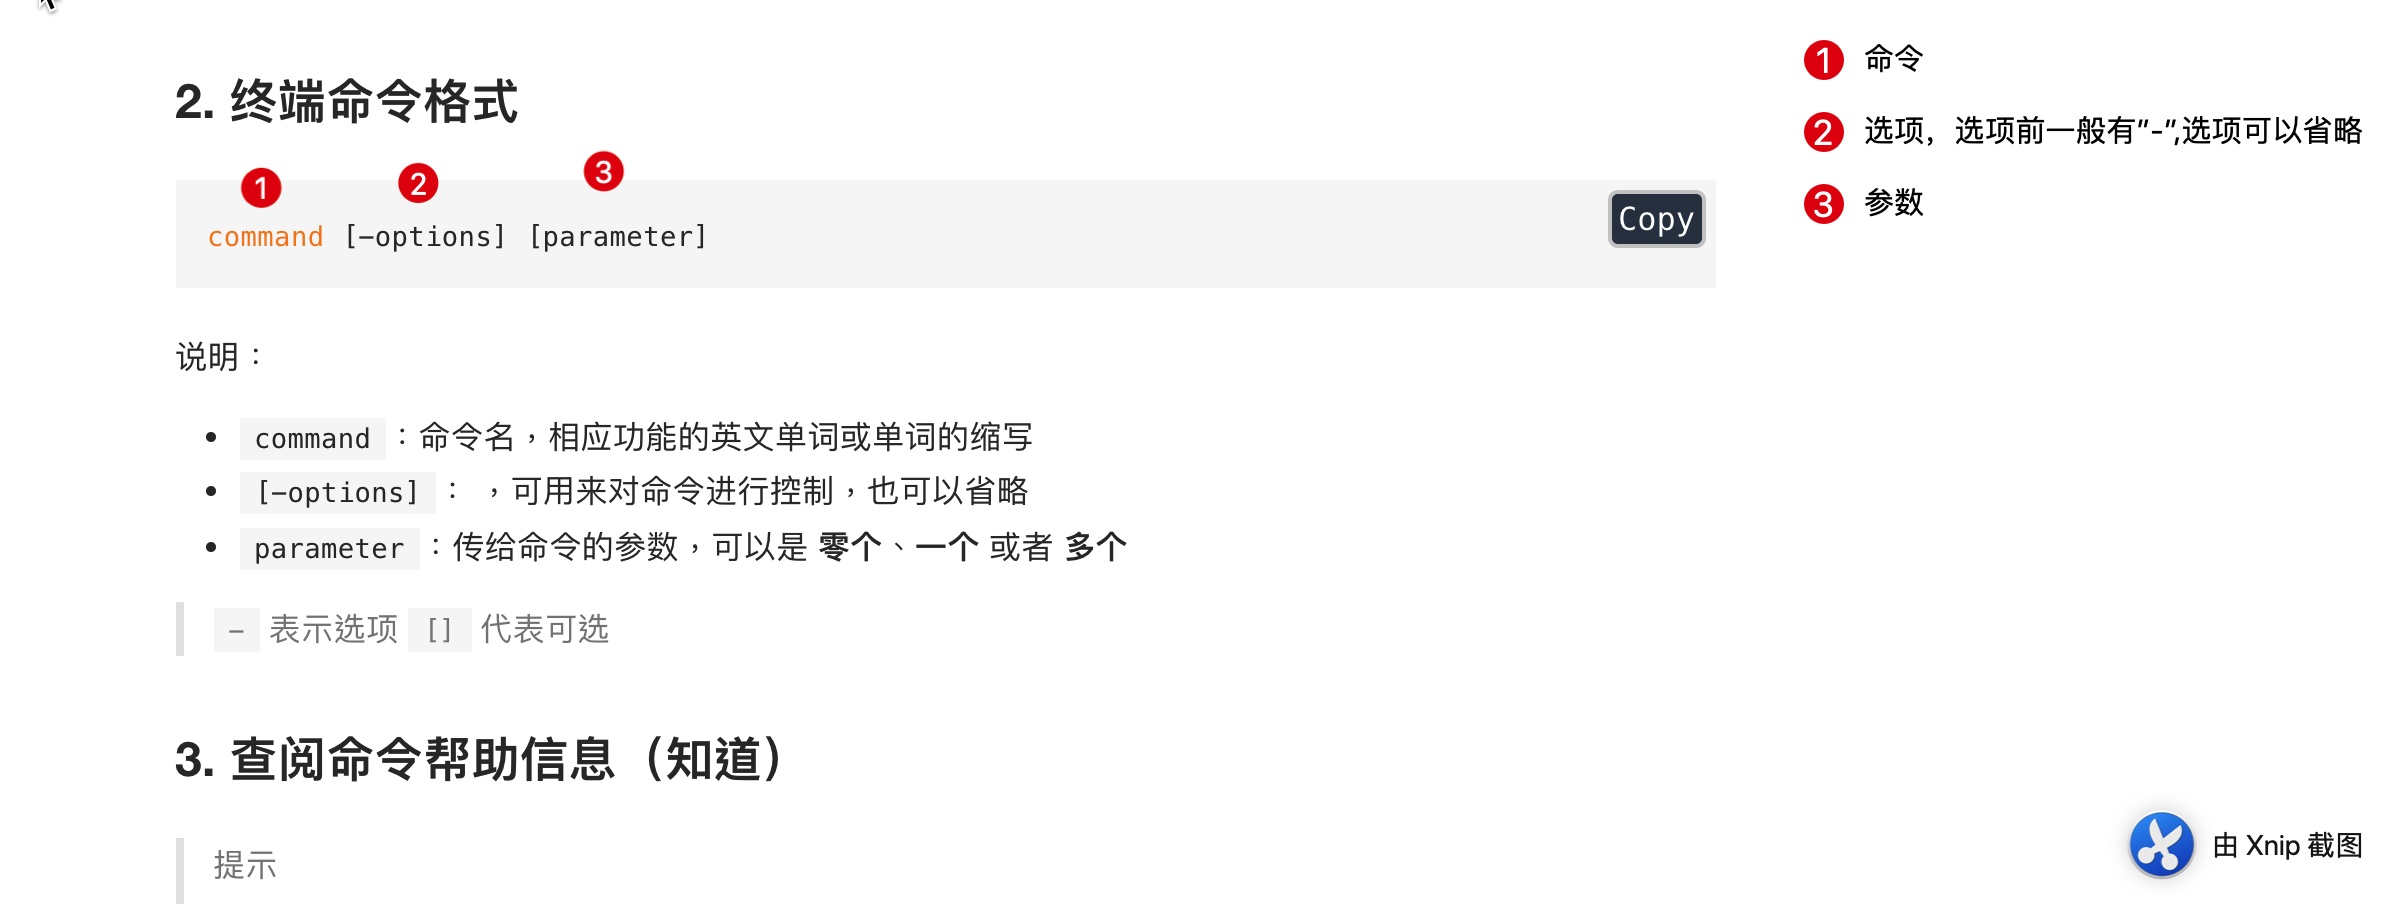 2. 终端命令格式
1 2 3
command [-options] [parameter]
Copy
说明：
command ：命令名，相应功能的英文单词或单词的缩写
[-options] ： ，可用来对命令进行控制，也可以省略
parameter ：传给命令的参数，可以是 零个、一个 或者 多个
- 表示选项 [] 代表可选
3. 查阅命令帮助信息（知道）
提示
1 命令
2 选项，选项前一般有"-",选项可以省略
3 参数
由 Xnip 截图